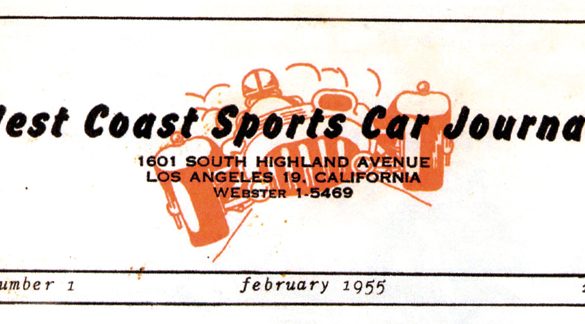 West Coast Sports Car Journa
1601 SOUTH HIGHLAND AVENUE
LOS ANGELES 19, CALIFORNIA
WEBSTER 1-5469
umber 1 february 1955